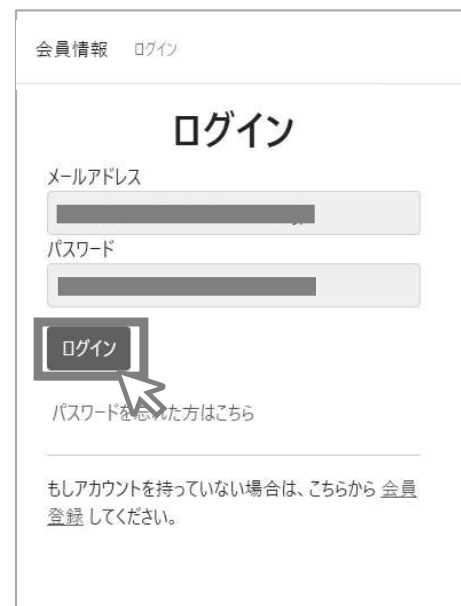 会員情報 ログイン
ログイン
メールアドレス
パスワード
ログイン
パスワードを忘れた方はこちら
もしアカウントを持っていない場合は、こちらから 会員
登録 してください。